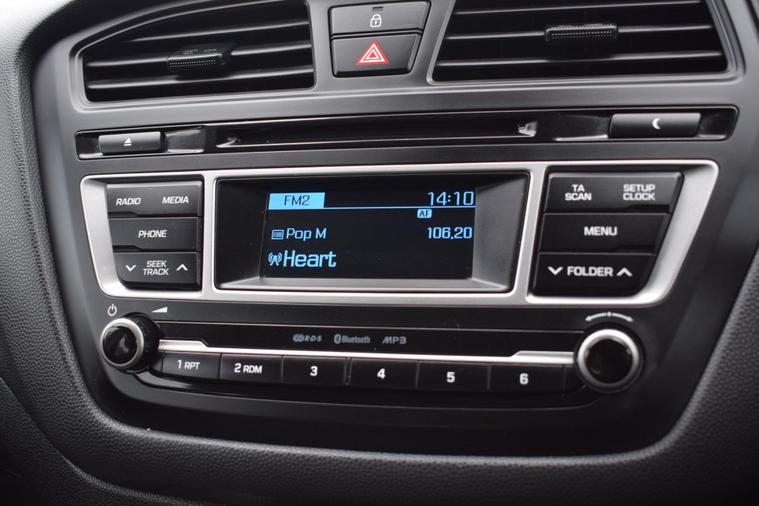 RADIO MEDIA
PHONE
SEEK
TRACK
FM2 14:10
AF
Pop M 106,20
Heart
TA
SCAN
SETUP
CLOCK
MENU
FOLDER
RDS Bluetooth MP3
1 RPT 2 RDM 3 4 5 6